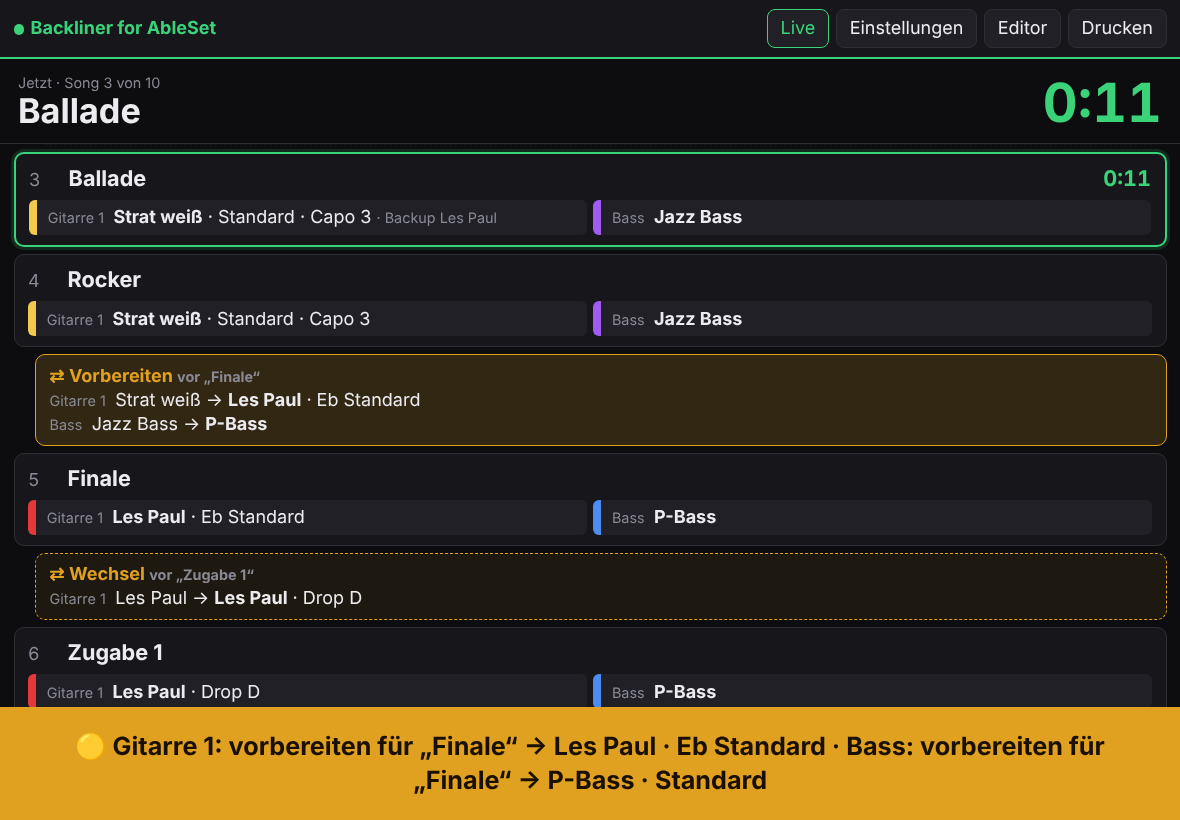 Backliner for AbleSet
Live Einstellungen Editor Drucken
Jetzt · Song 3 von 10
Ballade
0:11
3 Ballade 0:11
Gitarre 1 Strat weiß · Standard · Capo 3 · Backup Les Paul
Bass Jazz Bass
4 Rocker
Gitarre 1 Strat weiß · Standard · Capo 3
Bass Jazz Bass
⇄ Vorbereiten vor „Finale“
Gitarre 1 Strat weiß → Les Paul · Eb Standard
Bass Jazz Bass → P-Bass
5 Finale
Gitarre 1 Les Paul · Eb Standard
Bass P-Bass
⇄ Wechsel vor „Zugabe 1“
Gitarre 1 Les Paul → Les Paul · Drop D
6 Zugabe 1
Gitarre 1 Les Paul · Drop D
Bass P-Bass
🟡 Gitarre 1: vorbereiten für „Finale“ → Les Paul · Eb Standard · Bass: vorbereiten für
„Finale“ → P-Bass · Standard